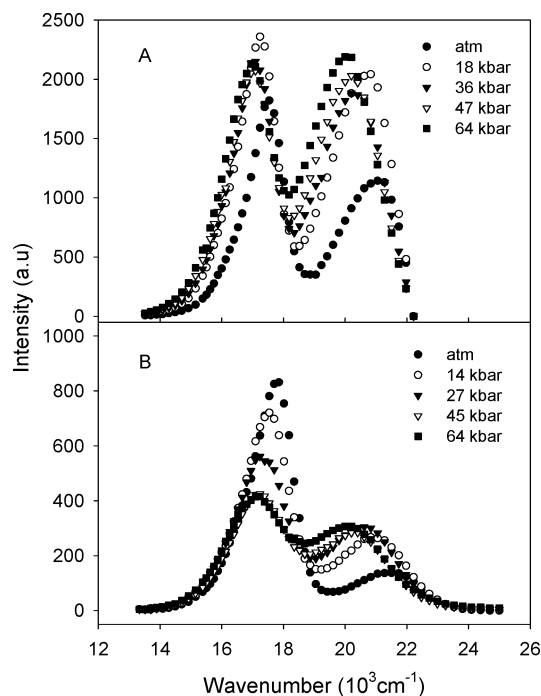 A
atm
18 kbar
36 kbar
47 kbar
64 kbar
2500
2000
1500
1000
500
0
Intensity (a.u)
B
atm
14 kbar
27 kbar
45 kbar
64 kbar
1000
800
600
400
200
0
12 14 16 18 20 22 24 26
Wavenumber (10³cm⁻¹)